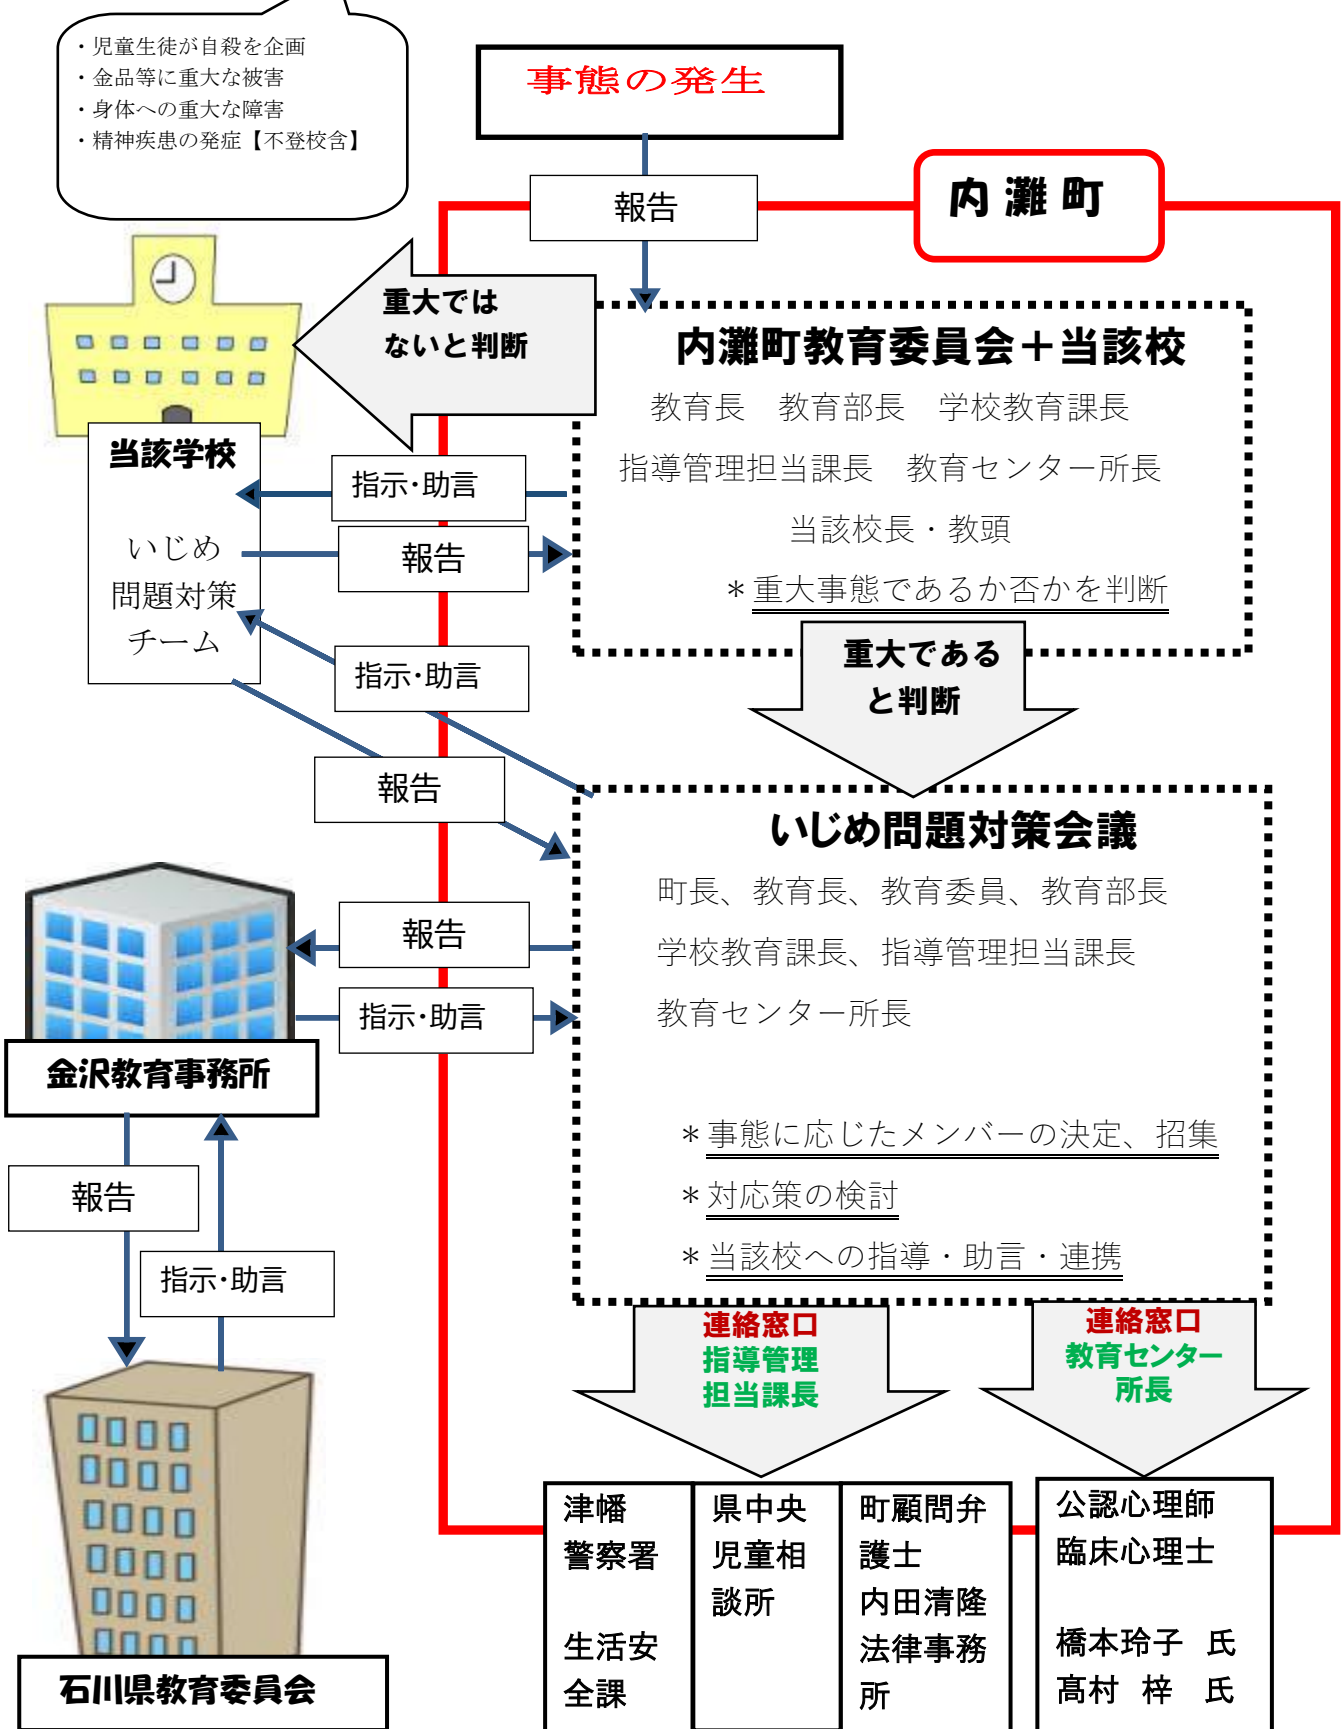 ・児童生徒が自殺を企画
・金品等に重大な被害
・身体への重大な障害
・精神疾患の発症【不登校含】
事態の発生
報告
内灘町
重大では
ないと判断
内灘町教育委員会＋当該校
教育長　教育部長　学校教育課長
指導管理担当課長　教育センター所長
当該校長・教頭
＊重大事態であるか否かを判断
当該学校
いじめ
問題対策
チーム
指示・助言
報告
指示・助言
報告
重大である
と判断
いじめ問題対策会議
町長、教育長、教育委員、教育部長
学校教育課長、指導管理担当課長
教育センター所長
＊事態に応じたメンバーの決定、招集
＊対応策の検討
＊当該校への指導・助言・連携
報告
指示・助言
金沢教育事務所
報告
指示・助言
石川県教育委員会
連絡窓口
指導管理
担当課長
連絡窓口
教育センター
所長
津幡
警察署
生活安
全課
県中央
児童相
談所
町顧問弁
護士
内田清隆
法律事務
所
公認心理師
臨床心理士
橋本玲子　氏
髙村　梓　氏